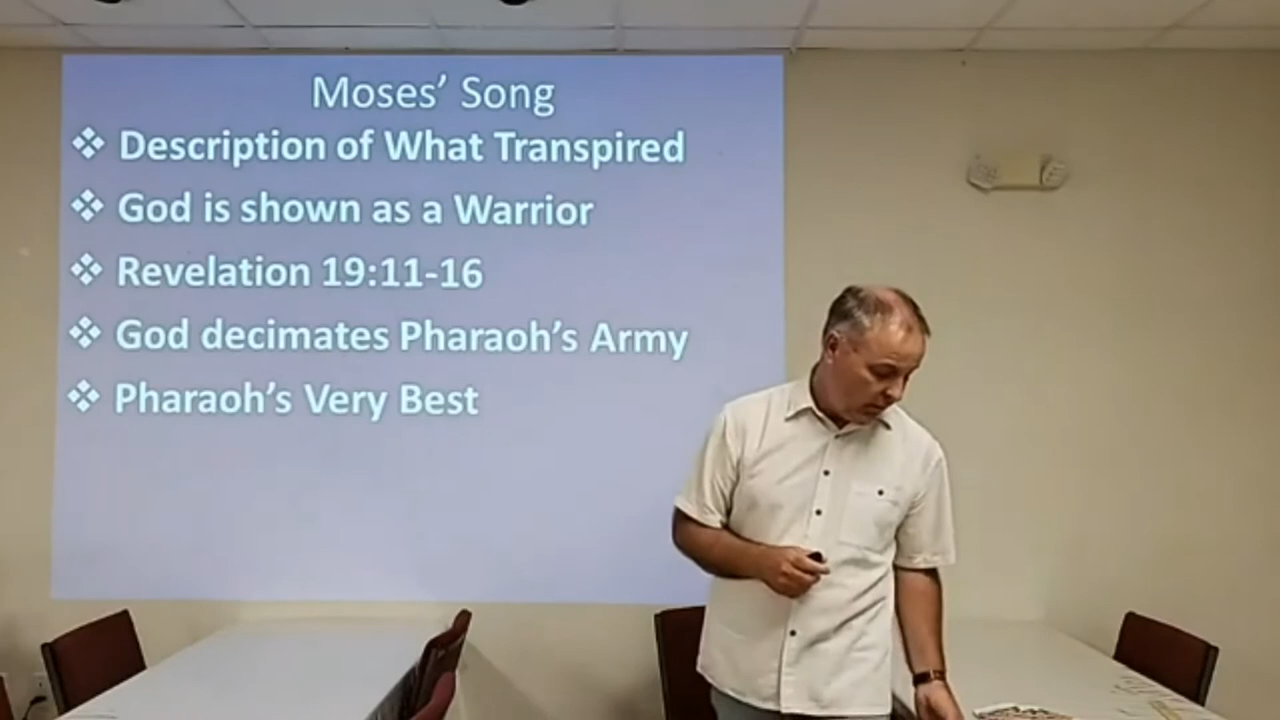 Moses’ Song
❖ Description of What Transpired
❖ God is shown as a Warrior
❖ Revelation 19:11-16
❖ God decimates Pharaoh’s Army
❖ Pharaoh’s Very Best